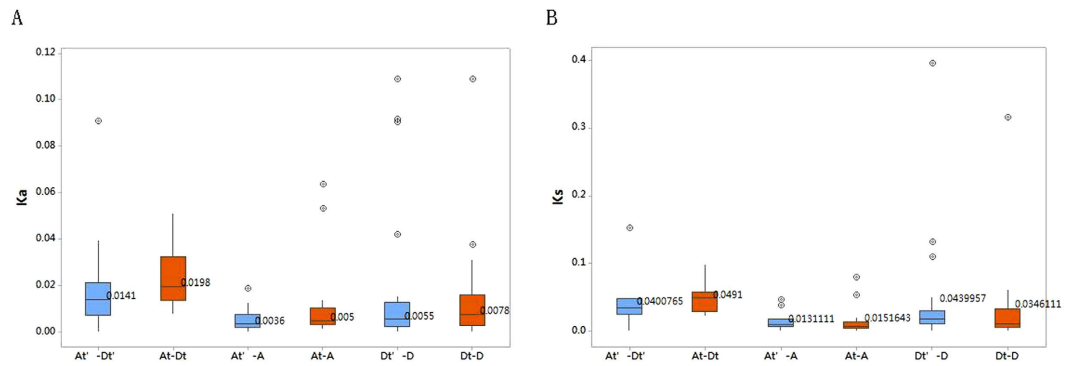 A
B
Ka
0.12
0.10
0.08
0.06
0.04
0.02
0.00
0.0141
0.0198
0.0036
0.005
0.0055
0.0078
At' -Dt'
At-Dt
At' -A
At-A
Dt' -D
Dt-D
Ks
0.4
0.3
0.2
0.1
0.0
0.0400765
0.0491
0.0131111
0.0151643
0.0439957
0.0346111
At' -Dt'
At-Dt
At' -A
At-A
Dt' -D
Dt-D